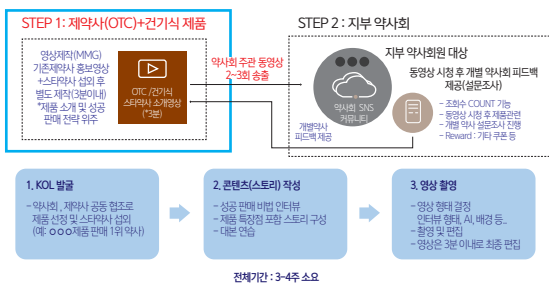 STEP 1: 제약사(OTC)+건기식 제품
영상제작(MMG)
기존제약사 홍보영상
+스타약사 섭외 후
별도 제작(3분이내)
*제품 소개 및 성공
판매 전략 위주
OTC /건기식
스타약사 소개영상
(*3분)
약사회 주관 동영상
2~3회 송출
STEP 2 : 지부 약사회
지부 약사회원 대상
동영상 시청 후 개별 약사회 피드백
제공(설문조사)
약사회 SNS
커뮤니티
개별약사
피드백 제공
- 조회수 COUNT 기능
- 동영상 시청 후 제품관련
- 개별 약사 설문조사 진행
- Reward : 기타 쿠폰 등
1. KOL 발굴
- 약사회, 제약사 공동 협조로
제품 선정 및 스타약사 섭외
(예: ○○○제품 판매 1위 약사)
2. 콘텐츠(스토리) 작성
- 성공 판매 비법 인터뷰
- 제품 특장점 포함 스토리 구성
- 대본 연습
3. 영상 촬영
- 영상 형태 결정
인터뷰 형태, AI, 배경 등..
- 촬영 및 편집
- 영상은 3분 이내로 최종 편집
전체기간 : 3-4주 소요